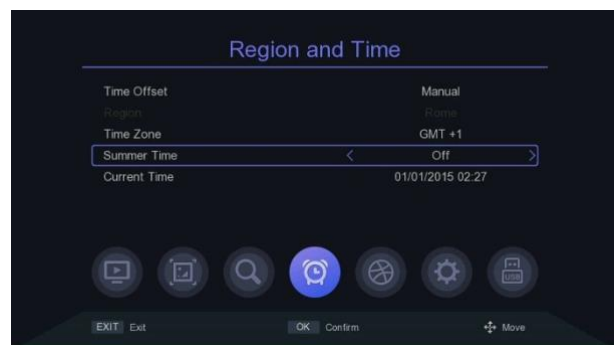 Region and Time
Time Offset Manual
Region Rome
Time Zone GMT +1
Summer Time Off
Current Time 01/01/2015 02:27
USB
EXIT Exit OK Confirm Move